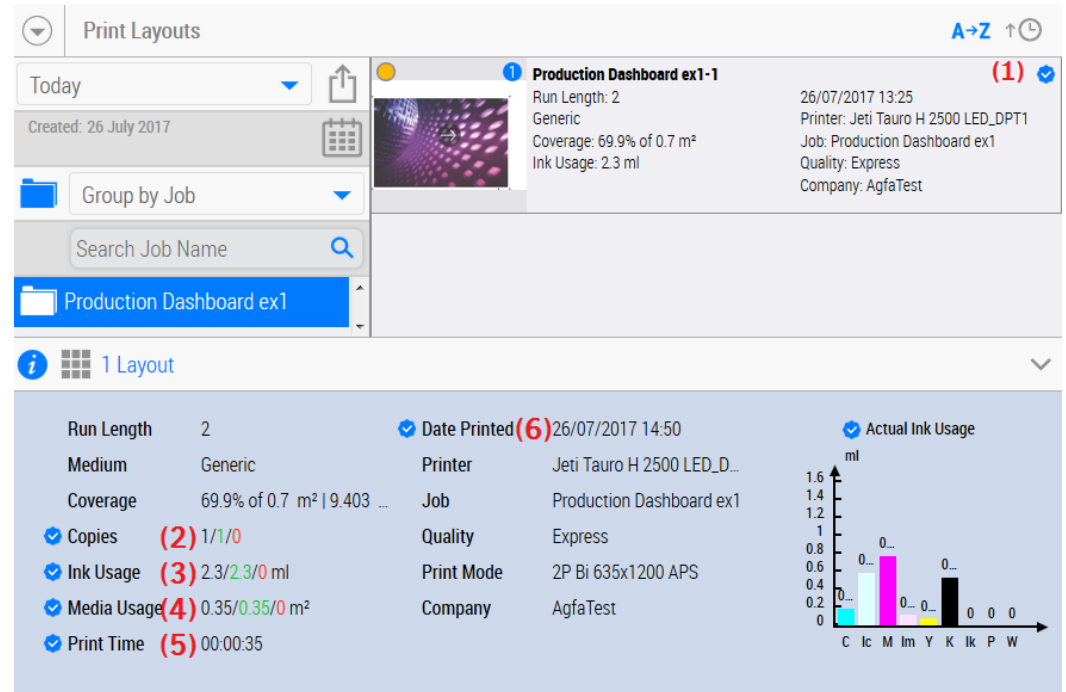 Print Layouts
A→Z ↑
Today
Created: 26 July 2017
Group by Job
Search Job Name
Production Dashboard ex1
1
Production Dashboard ex1-1
(1)
Run Length: 2
Generic
Coverage: 69.9% of 0.7 m²
Ink Usage: 2.3 ml
26/07/2017 13:25
Printer: Jeti Tauro H 2500 LED_DPT1
Job: Production Dashboard ex1
Quality: Express
Company: AgfaTest
i 1 Layout
Run Length 2
Medium Generic
Coverage 69.9% of 0.7 m² | 9.403 ...
Copies (2) 1/1/0
Ink Usage (3) 2.3/2.3/0 ml
Media Usage (4) 0.35/0.35/0 m²
Print Time (5) 00:00:35
Date Printed (6) 26/07/2017 14:50
Printer Jeti Tauro H 2500 LED_D...
Job Production Dashboard ex1
Quality Express
Print Mode 2P Bi 635x1200 APS
Company AgfaTest
Actual Ink Usage
ml
1.6
1.4
1.2
1
0.8
0.6
0.4
0.2
0
0... 0... 0... 0... 0... 0... 0 0 0
C lc M lm Y K lk P W